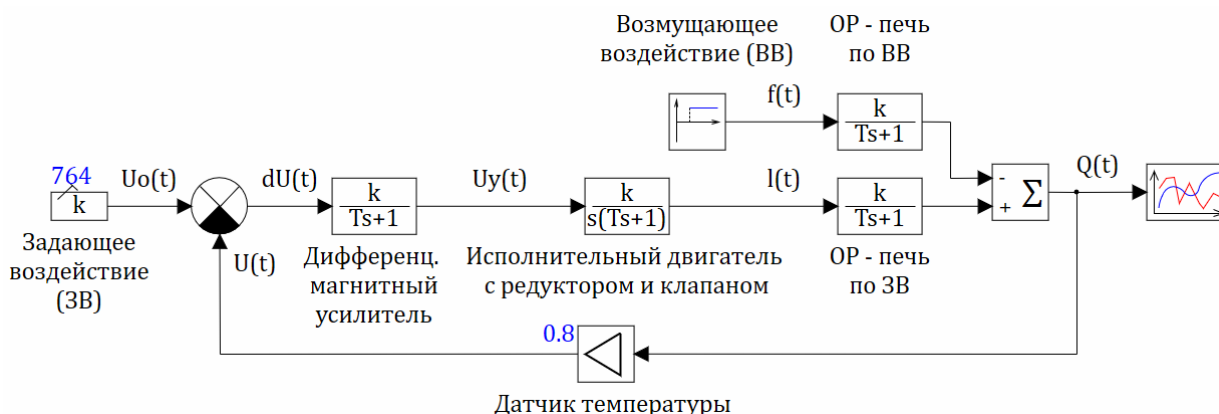 Возмущающее
воздействие (ВВ)
ОР - печь
по ВВ
f(t)
k
Ts+1
764
k
Uo(t)
dU(t)
k
Ts+1
Uy(t)
k
s(Ts+1)
l(t)
k
Ts+1
-
+
Σ
Q(t)
Задающее
воздействие
(ЗВ)
U(t)
Дифференц.
магнитный
усилитель
Исполнительный двигатель
с редуктором и клапаном
ОР - печь
по ЗВ
0.8
Датчик температуры